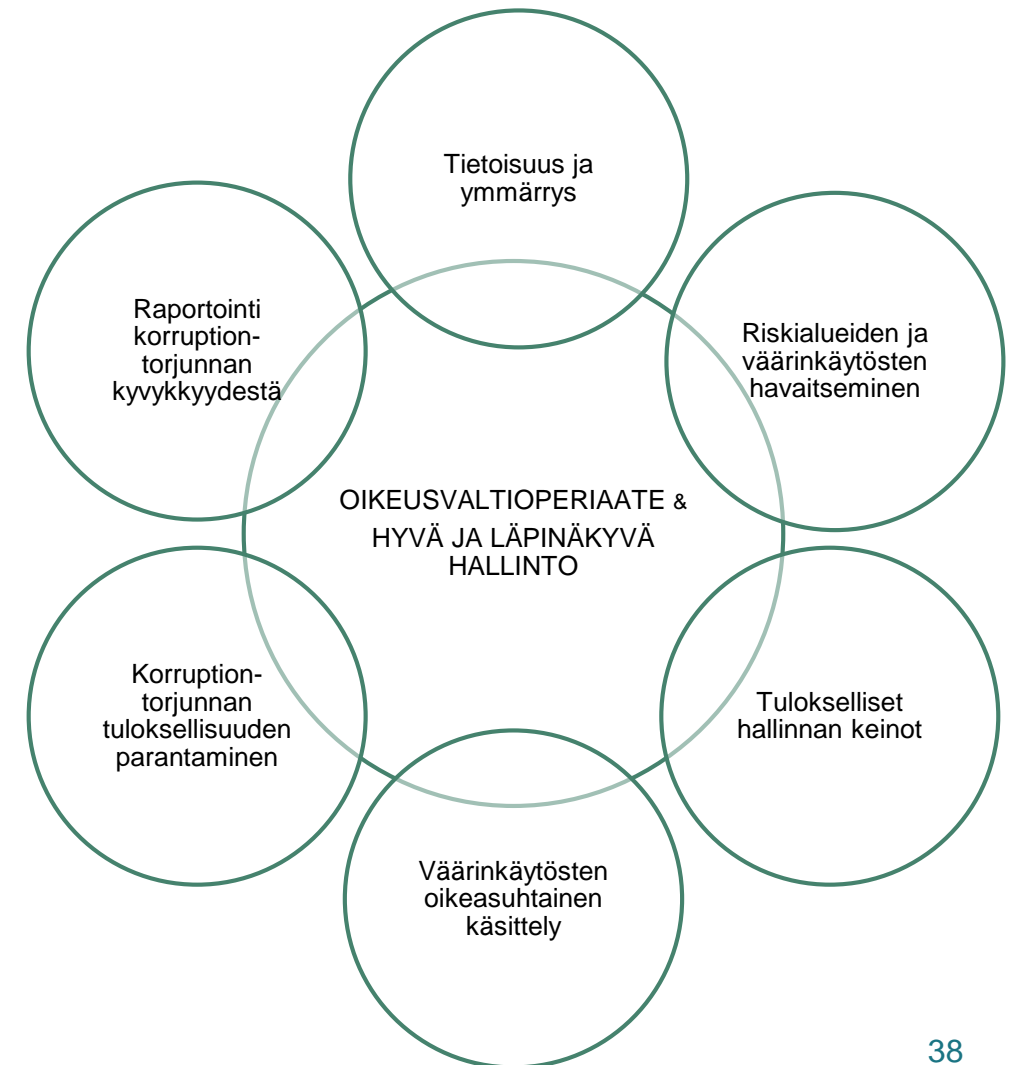 Tietoisuus ja
ymmärrys
Riskialueiden ja
väärinkäytösten
havaitseminen
Tulokselliset
hallinnan keinot
Väärinkäytösten
oikeasuhtainen
käsittely
Korruption-
torjunnan
tuloksellisuuden
parantaminen
Raportointi
korruption-
torjunnan
kyvykkyydestä
OIKEUSVALTIOPERIAATE &
HYVÄ JA LÄPINÄKYVÄ
HALLINTO
38